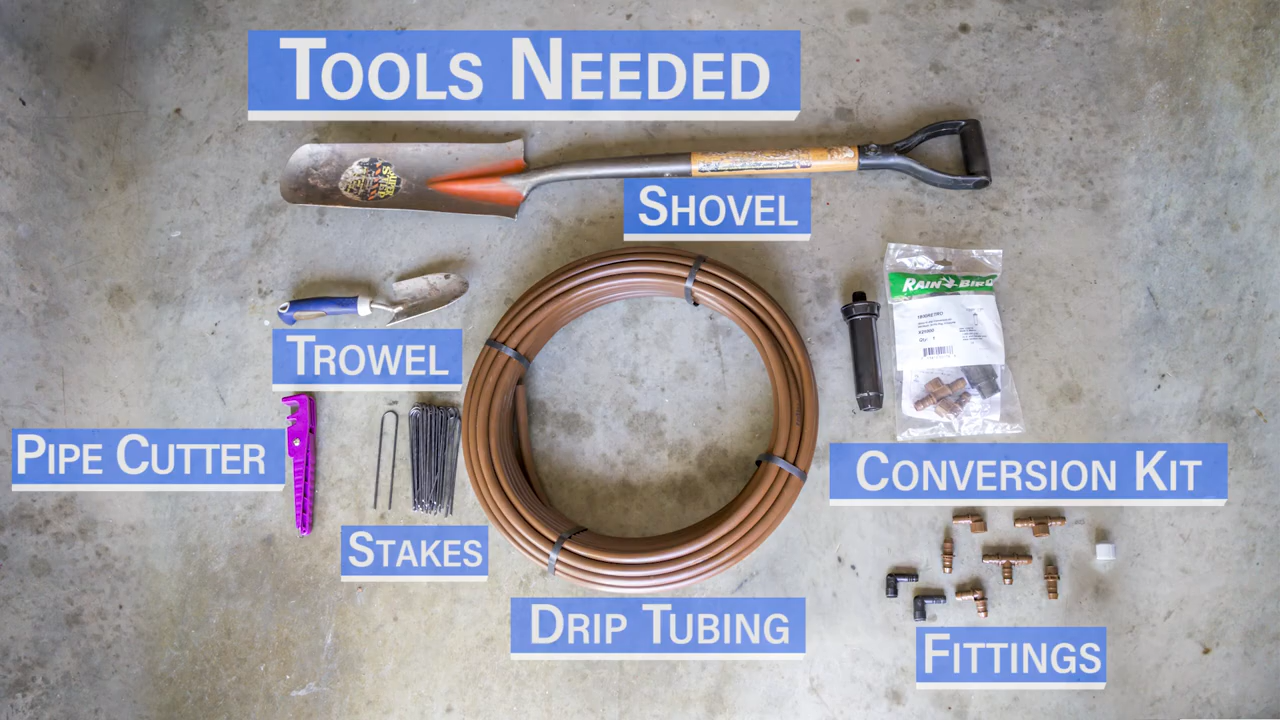 TOOLS NEEDED
SHOVEL
RAIN BIRD
TROWEL
PIPE CUTTER
CONVERSION KIT
STAKES
DRIP TUBING
FITTINGS